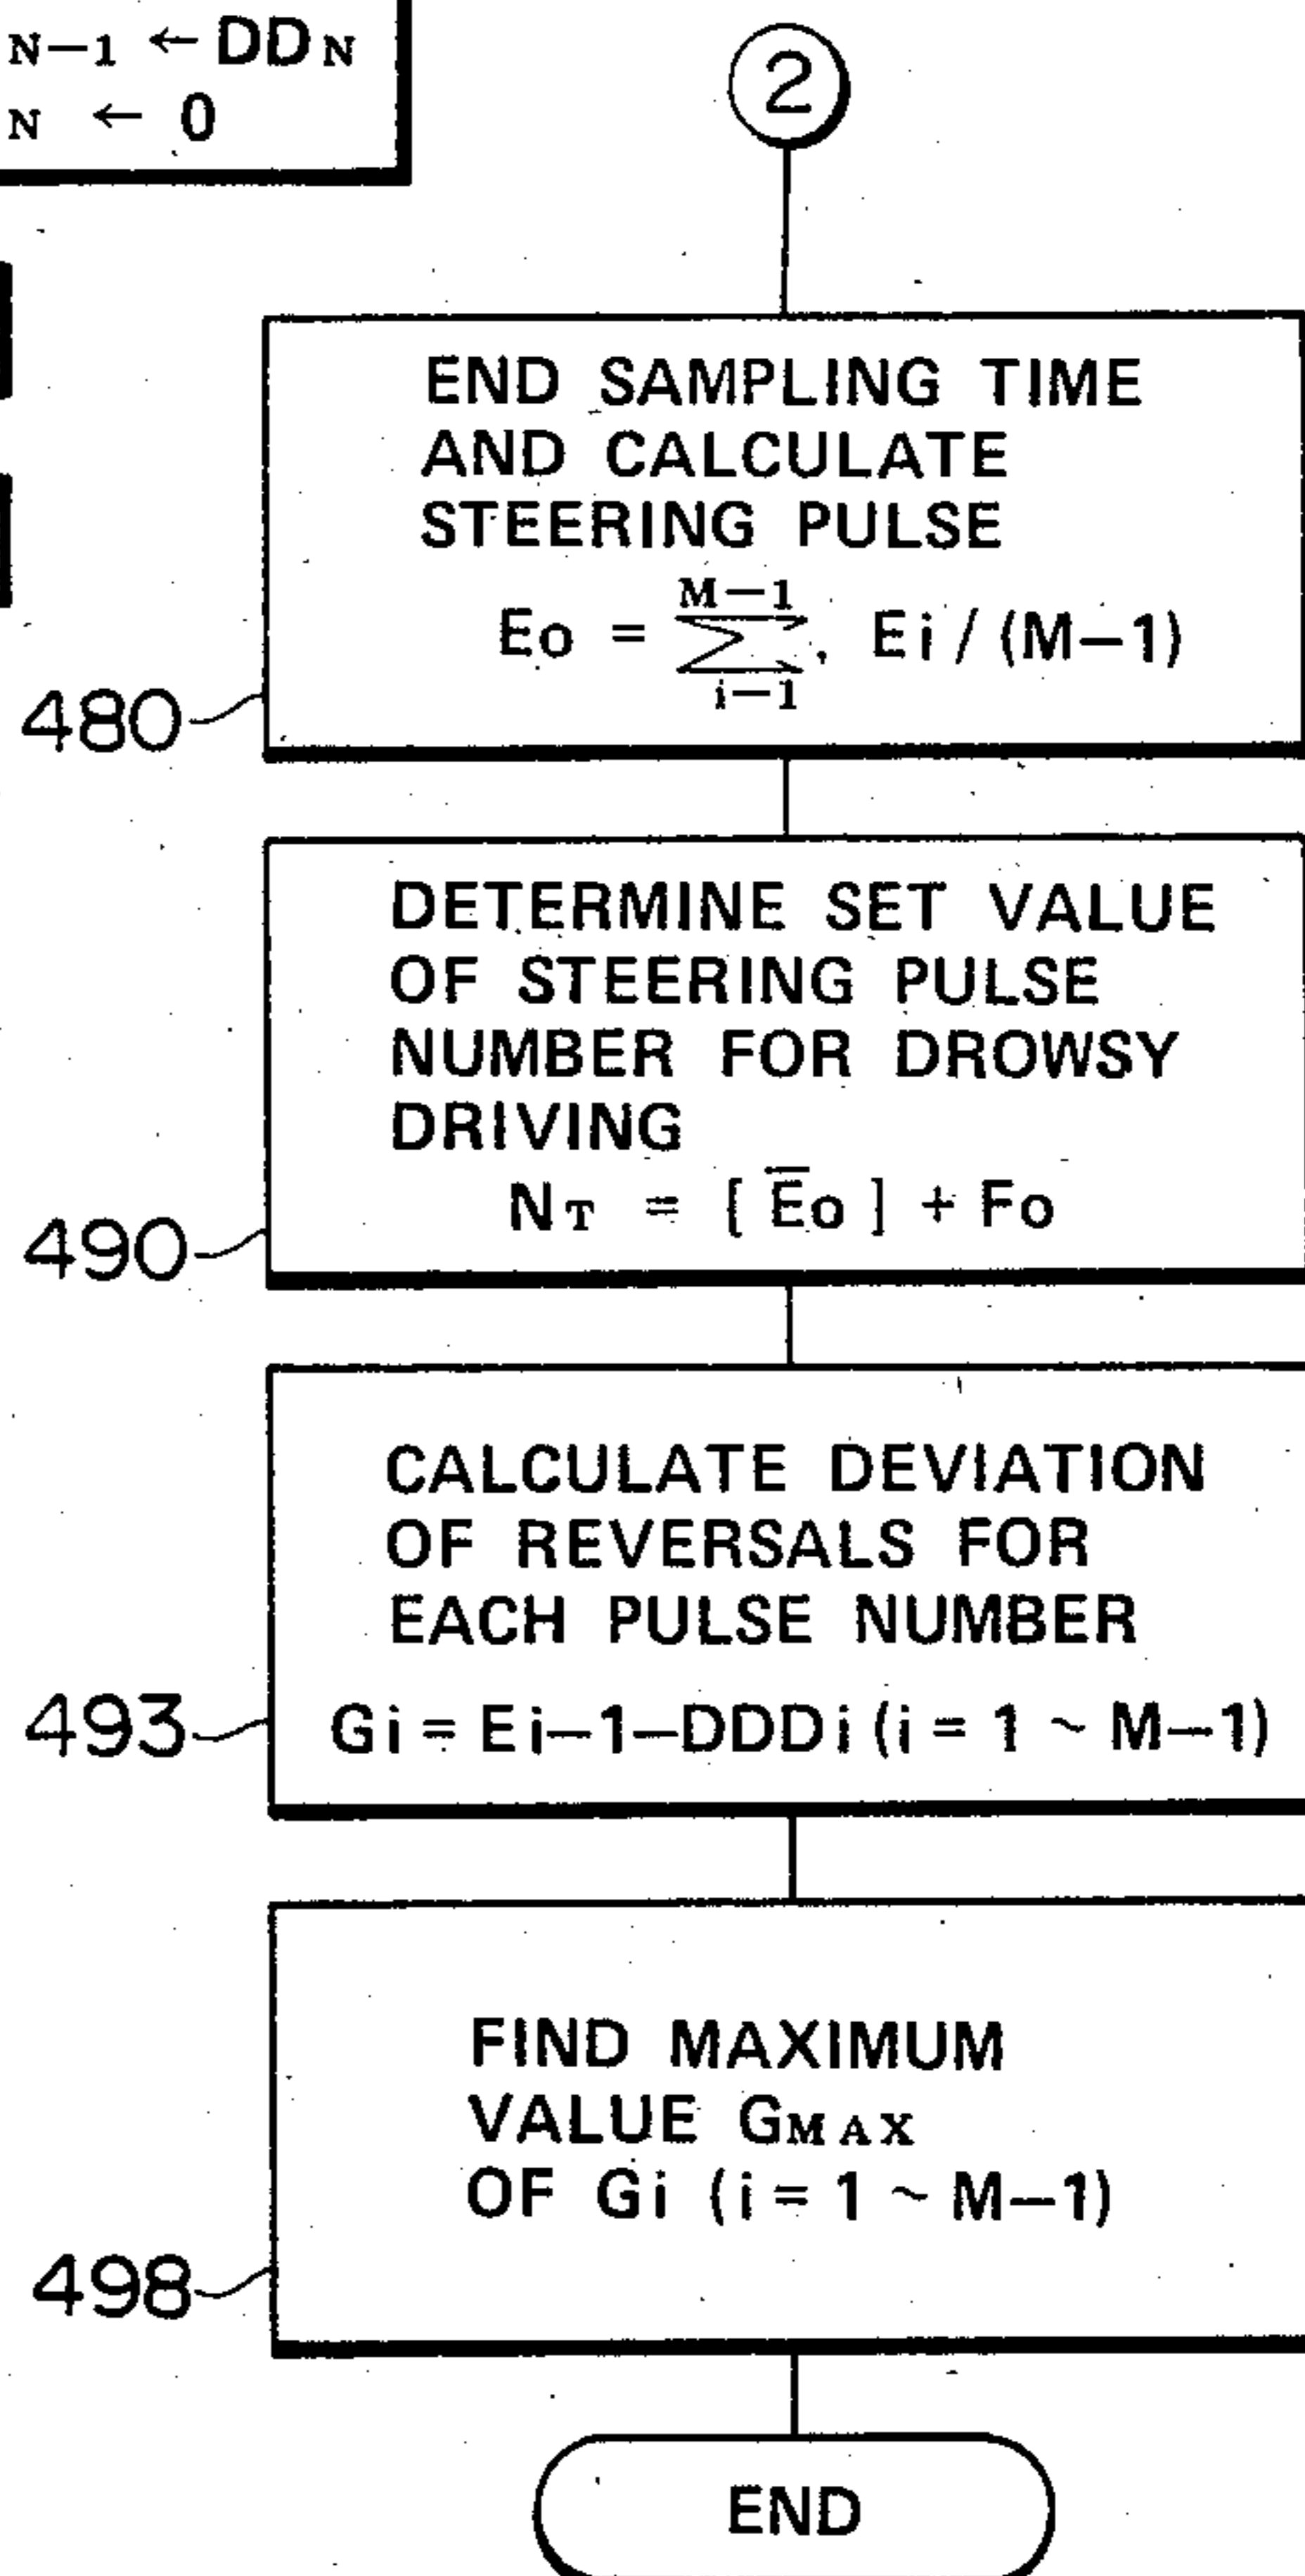 N−1 ← DDN
N ← 0
2
END SAMPLING TIME
AND CALCULATE
STEERING PULSE
M−1
Eo = ∑, Ei / (M−1)
i−1
480
DETERMINE SET VALUE
OF STEERING PULSE
NUMBER FOR DROWSY
DRIVING
NT = [ E̅o ] + Fo
490
CALCULATE DEVIATION
OF REVERSALS FOR
EACH PULSE NUMBER
Gi = Ei−1−DDDi (i = 1 ~ M−1)
493
FIND MAXIMUM
VALUE GMAX
OF Gi (i = 1 ~ M−1)
498
END